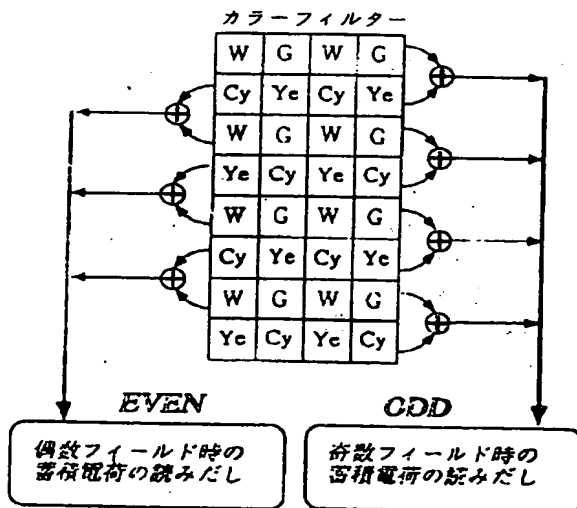 カラーフィルター
W G W G
Cy Ye Cy Ye
W G W G
Ye Cy Ye Cy
W G W G
Cy Ye Cy Ye
W G W G
Ye Cy Ye Cy
EVEN
ODD
偶数フィールド時の
蓄積電荷の読みだし
奇数フィールド時の
蓄積電荷の読みだし